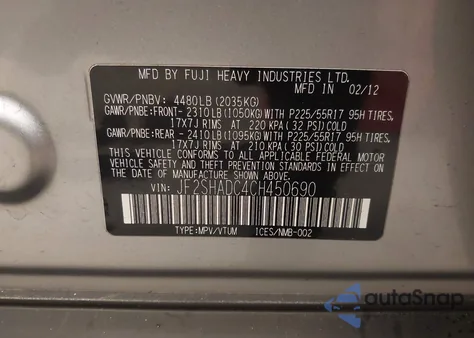 MFD BY FUJI HEAVY INDUSTRIES LTD.
MFD IN 02/12
GVWR/PNBV: 4480LB(2035KG)
GAWR/PNBE:FRONT- 2310LB(1050KG)WITH P225/55R17 95H TIRES,
17X7J RIMS AT 220 KPA(32 PSI)COLD
GAWR/PNBE:REAR -2410LB(1095KG)WITH P225/55R17 95H TIRES,
17X7J RIMS AT 210 KPA(30 PSI)COLD
THIS VEHICLE CONFORMS TO ALL APPLICABLE FEDERAL MOTOR
VEHICLE SAFETY AND BUMPER STANDARDS IN EFFECT ON THE
DATE OF MANUFACTURE SHOWN ABOVE.
VIN: JF2SHADC4CH450690
TYPE:MPV/VTUM ICES/NMB-002
autoSnap